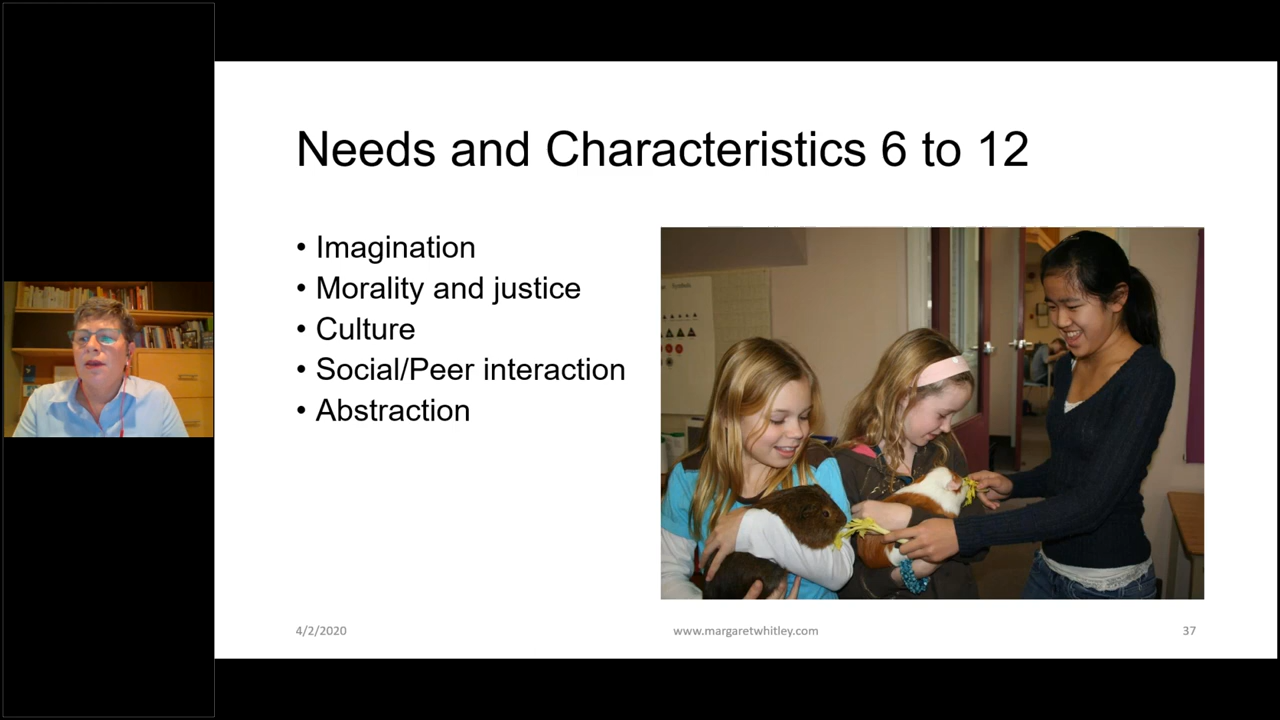 Needs and Characteristics 6 to 12
• Imagination
• Morality and justice
• Culture
• Social/Peer interaction
• Abstraction
4/2/2020
www.margaretwhitley.com
37